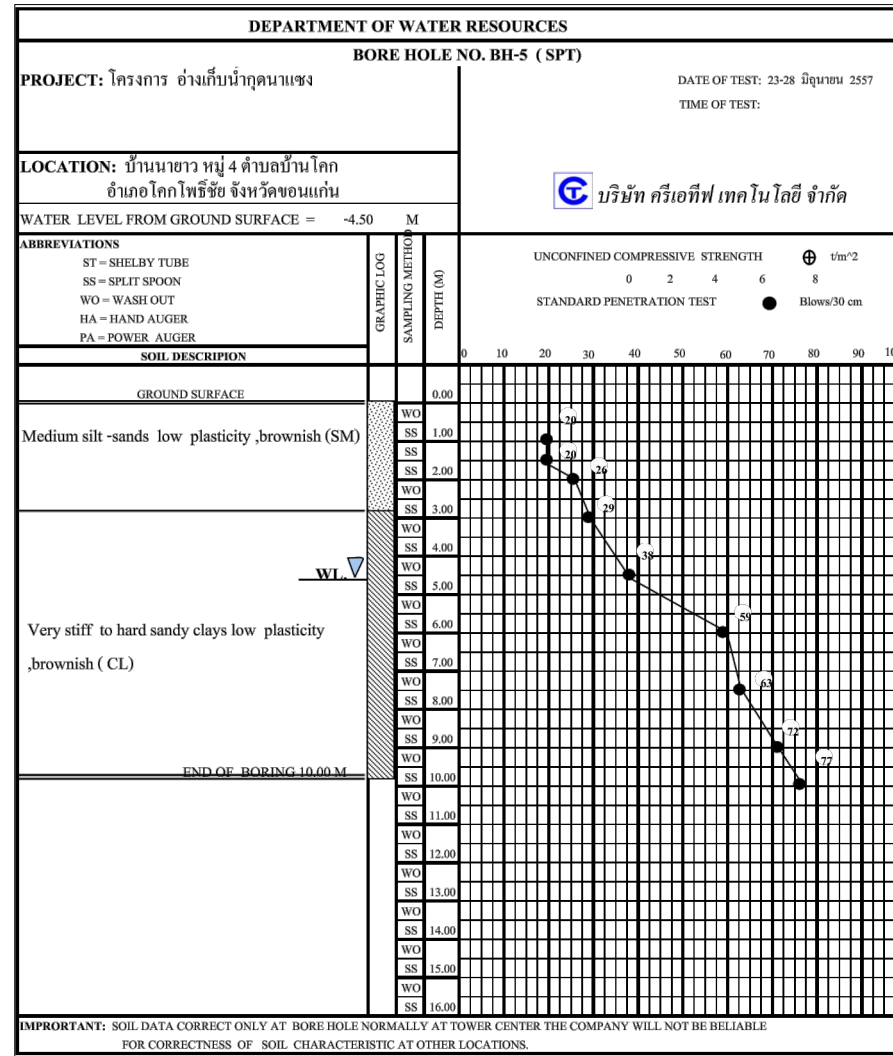 DEPARTMENT OF WATER RESOURCES
BORE HOLE NO. BH-5 ( SPT)
PROJECT: โครงการ อ่างเก็บน้ำกุดนาแซง
DATE OF TEST: 23-28 มิถุนายน 2557
TIME OF TEST:
LOCATION: บ้านนายาว หมู่ 4 ตำบลบ้านโคก
อำเภอโคกโพธิ์ชัย จังหวัดขอนแก่น
บริษัท ครีเอทีฟ เทคโนโลยี จำกัด
WATER LEVEL FROM GROUND SURFACE = -4.50 M
ABBREVIATIONS
ST = SHELBY TUBE
SS = SPLIT SPOON
WO = WASH OUT
HA = HAND AUGER
PA = POWER AUGER
SOIL DESCRIPION
GRAPHIC LOG
SAMPLING METHOD
DEPTH (M)
UNCONFINED COMPRESSIVE STRENGTH t/m^2
0 2 4 6 8
STANDARD PENETRATION TEST Blows/30 cm
0 10 20 30 40 50 60 70 80 90 10
GROUND SURFACE 0.00
WO 20
Medium silt -sands low plasticity ,brownish (SM) SS 1.00
SS 20
SS 2.00 26
WO
SS 3.00 29
WO
SS 4.00 38
WL. WO
SS 5.00
WO
Very stiff to hard sandy clays low plasticity SS 6.00 59
WO
,brownish ( CL) SS 7.00
WO 63
SS 8.00
WO
SS 9.00 72
WO 77
END OF BORING 10.00 M SS 10.00
WO
SS 11.00
WO
SS 12.00
WO
SS 13.00
WO
SS 14.00
WO
SS 15.00
WO
SS 16.00
IMPRORTANT: SOIL DATA CORRECT ONLY AT BORE HOLE NORMALLY AT TOWER CENTER THE COMPANY WILL NOT BE BELIABLE
FOR CORRECTNESS OF SOIL CHARACTERISTIC AT OTHER LOCATIONS.